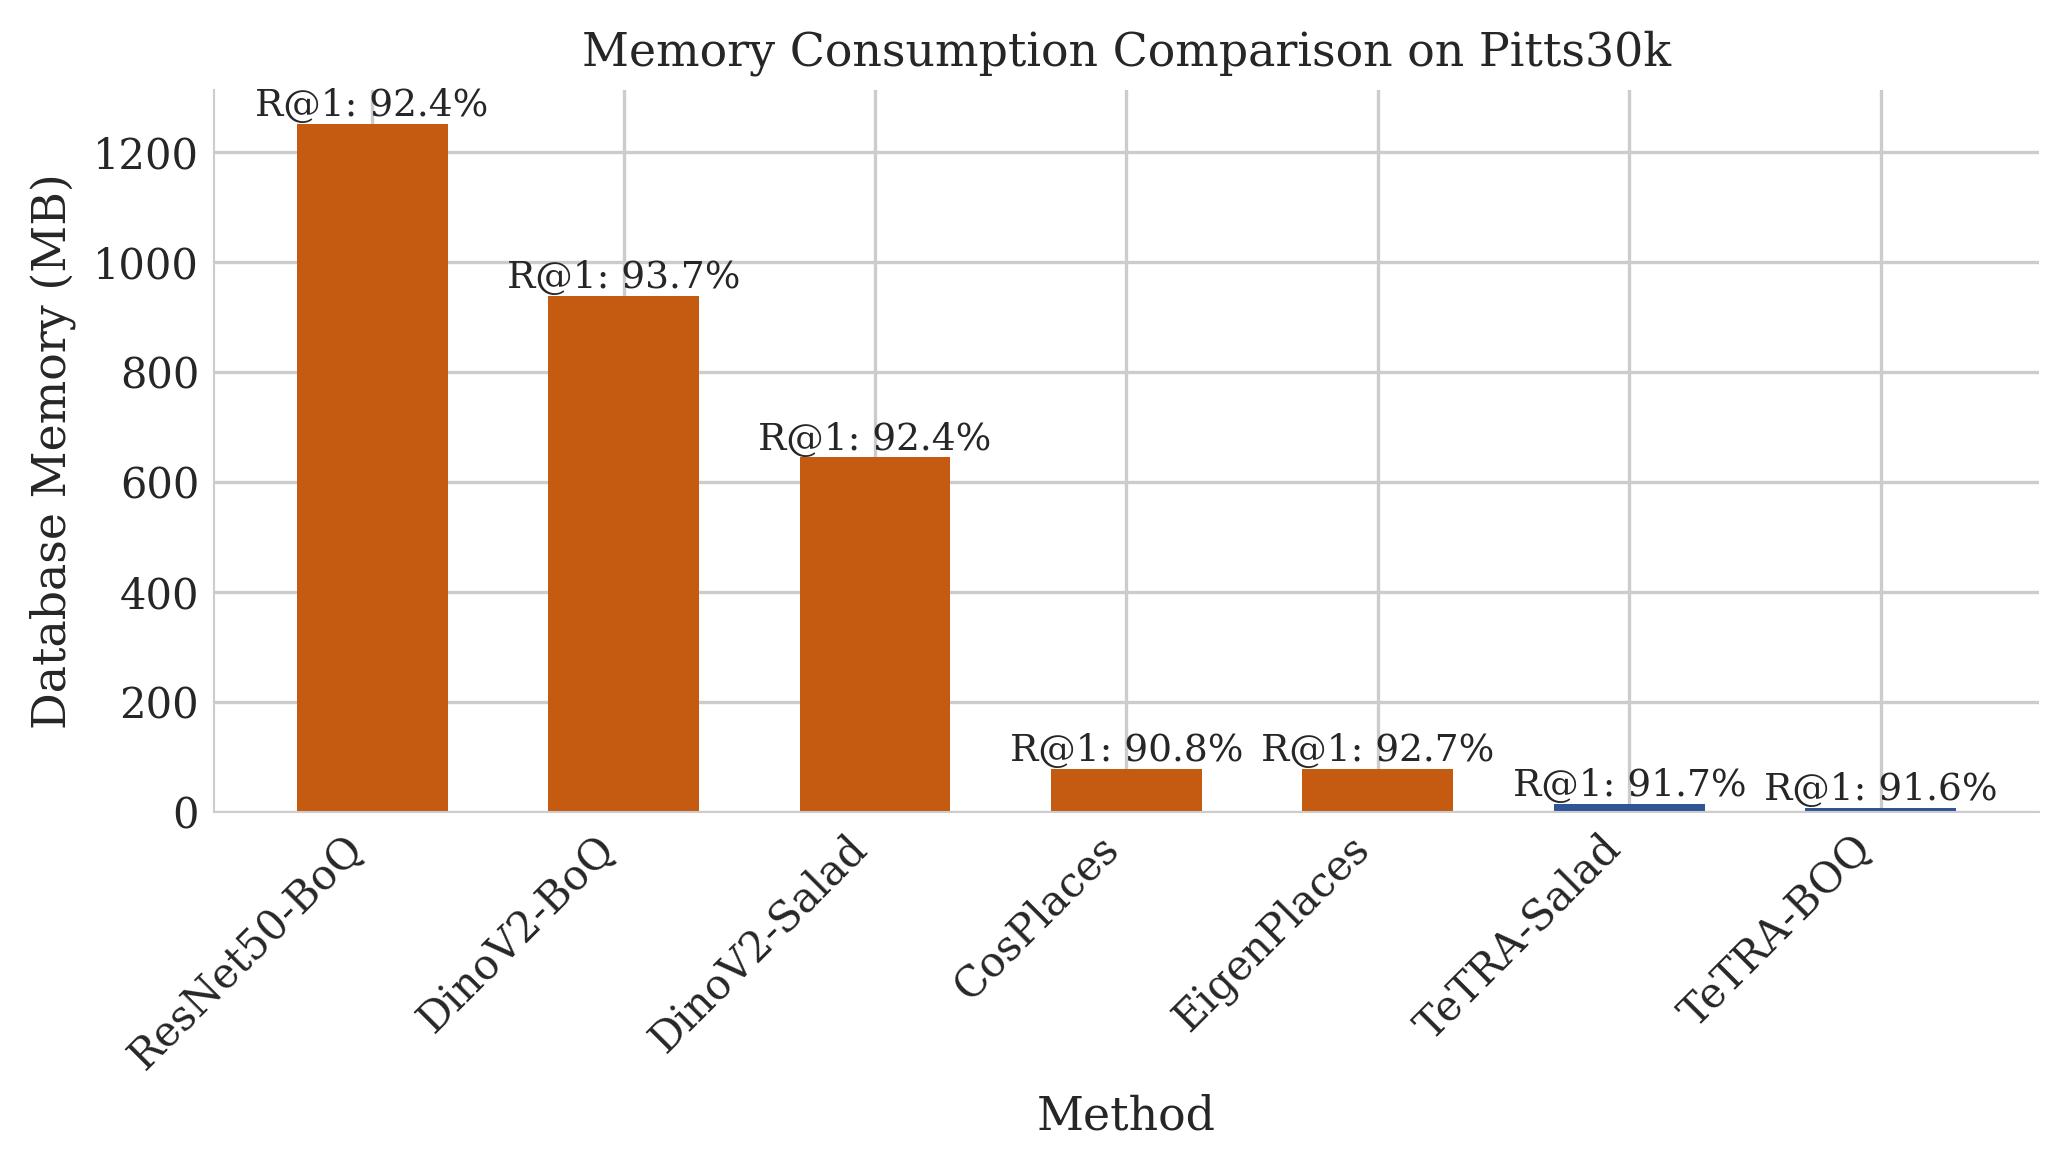 Memory Consumption Comparison on Pitts30k
Database Memory (MB)
1200
1000
800
600
400
200
0
R@1: 92.4%
R@1: 93.7%
R@1: 92.4%
R@1: 90.8%
R@1: 92.7%
R@1: 91.7%
R@1: 91.6%
ResNet50-BoQ
DinoV2-BoQ
DinoV2-Salad
CosPlaces
EigenPlaces
TeTRA-Salad
TeTRA-BOQ
Method